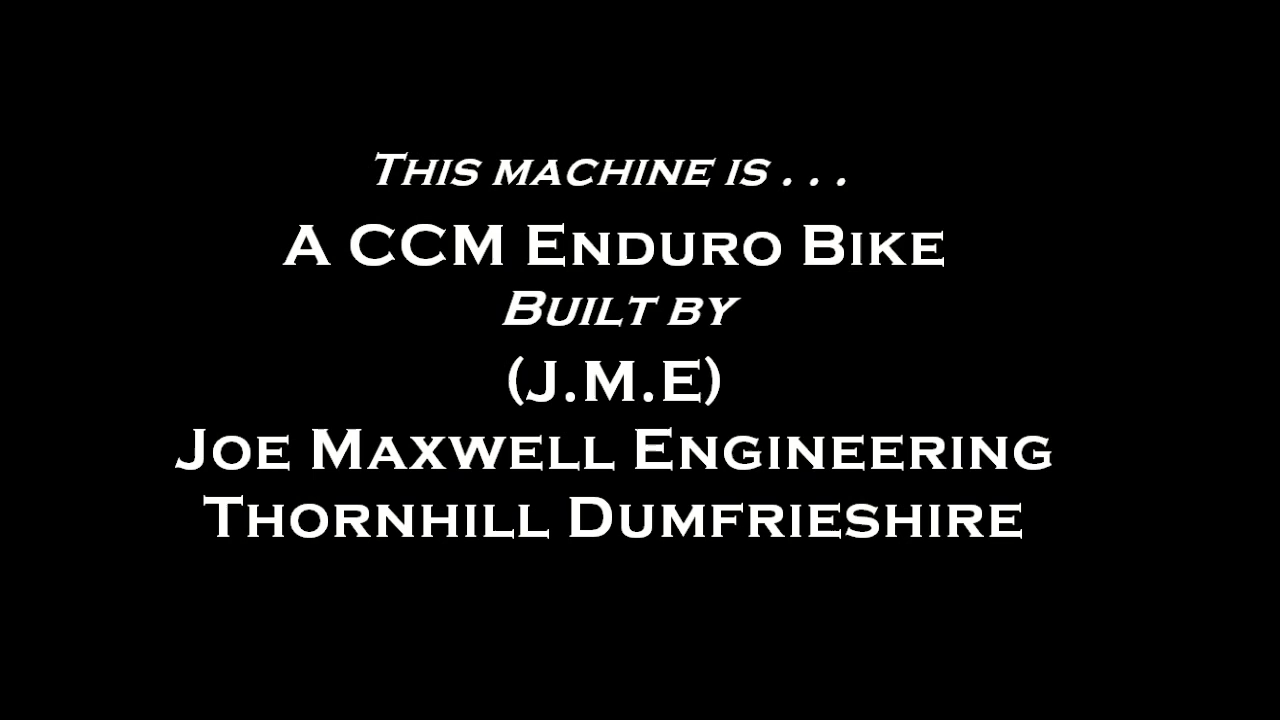 This machine is . . .
A CCM Enduro Bike
Built by
(J.M.E)
Joe Maxwell Engineering
Thornhill Dumfrieshire